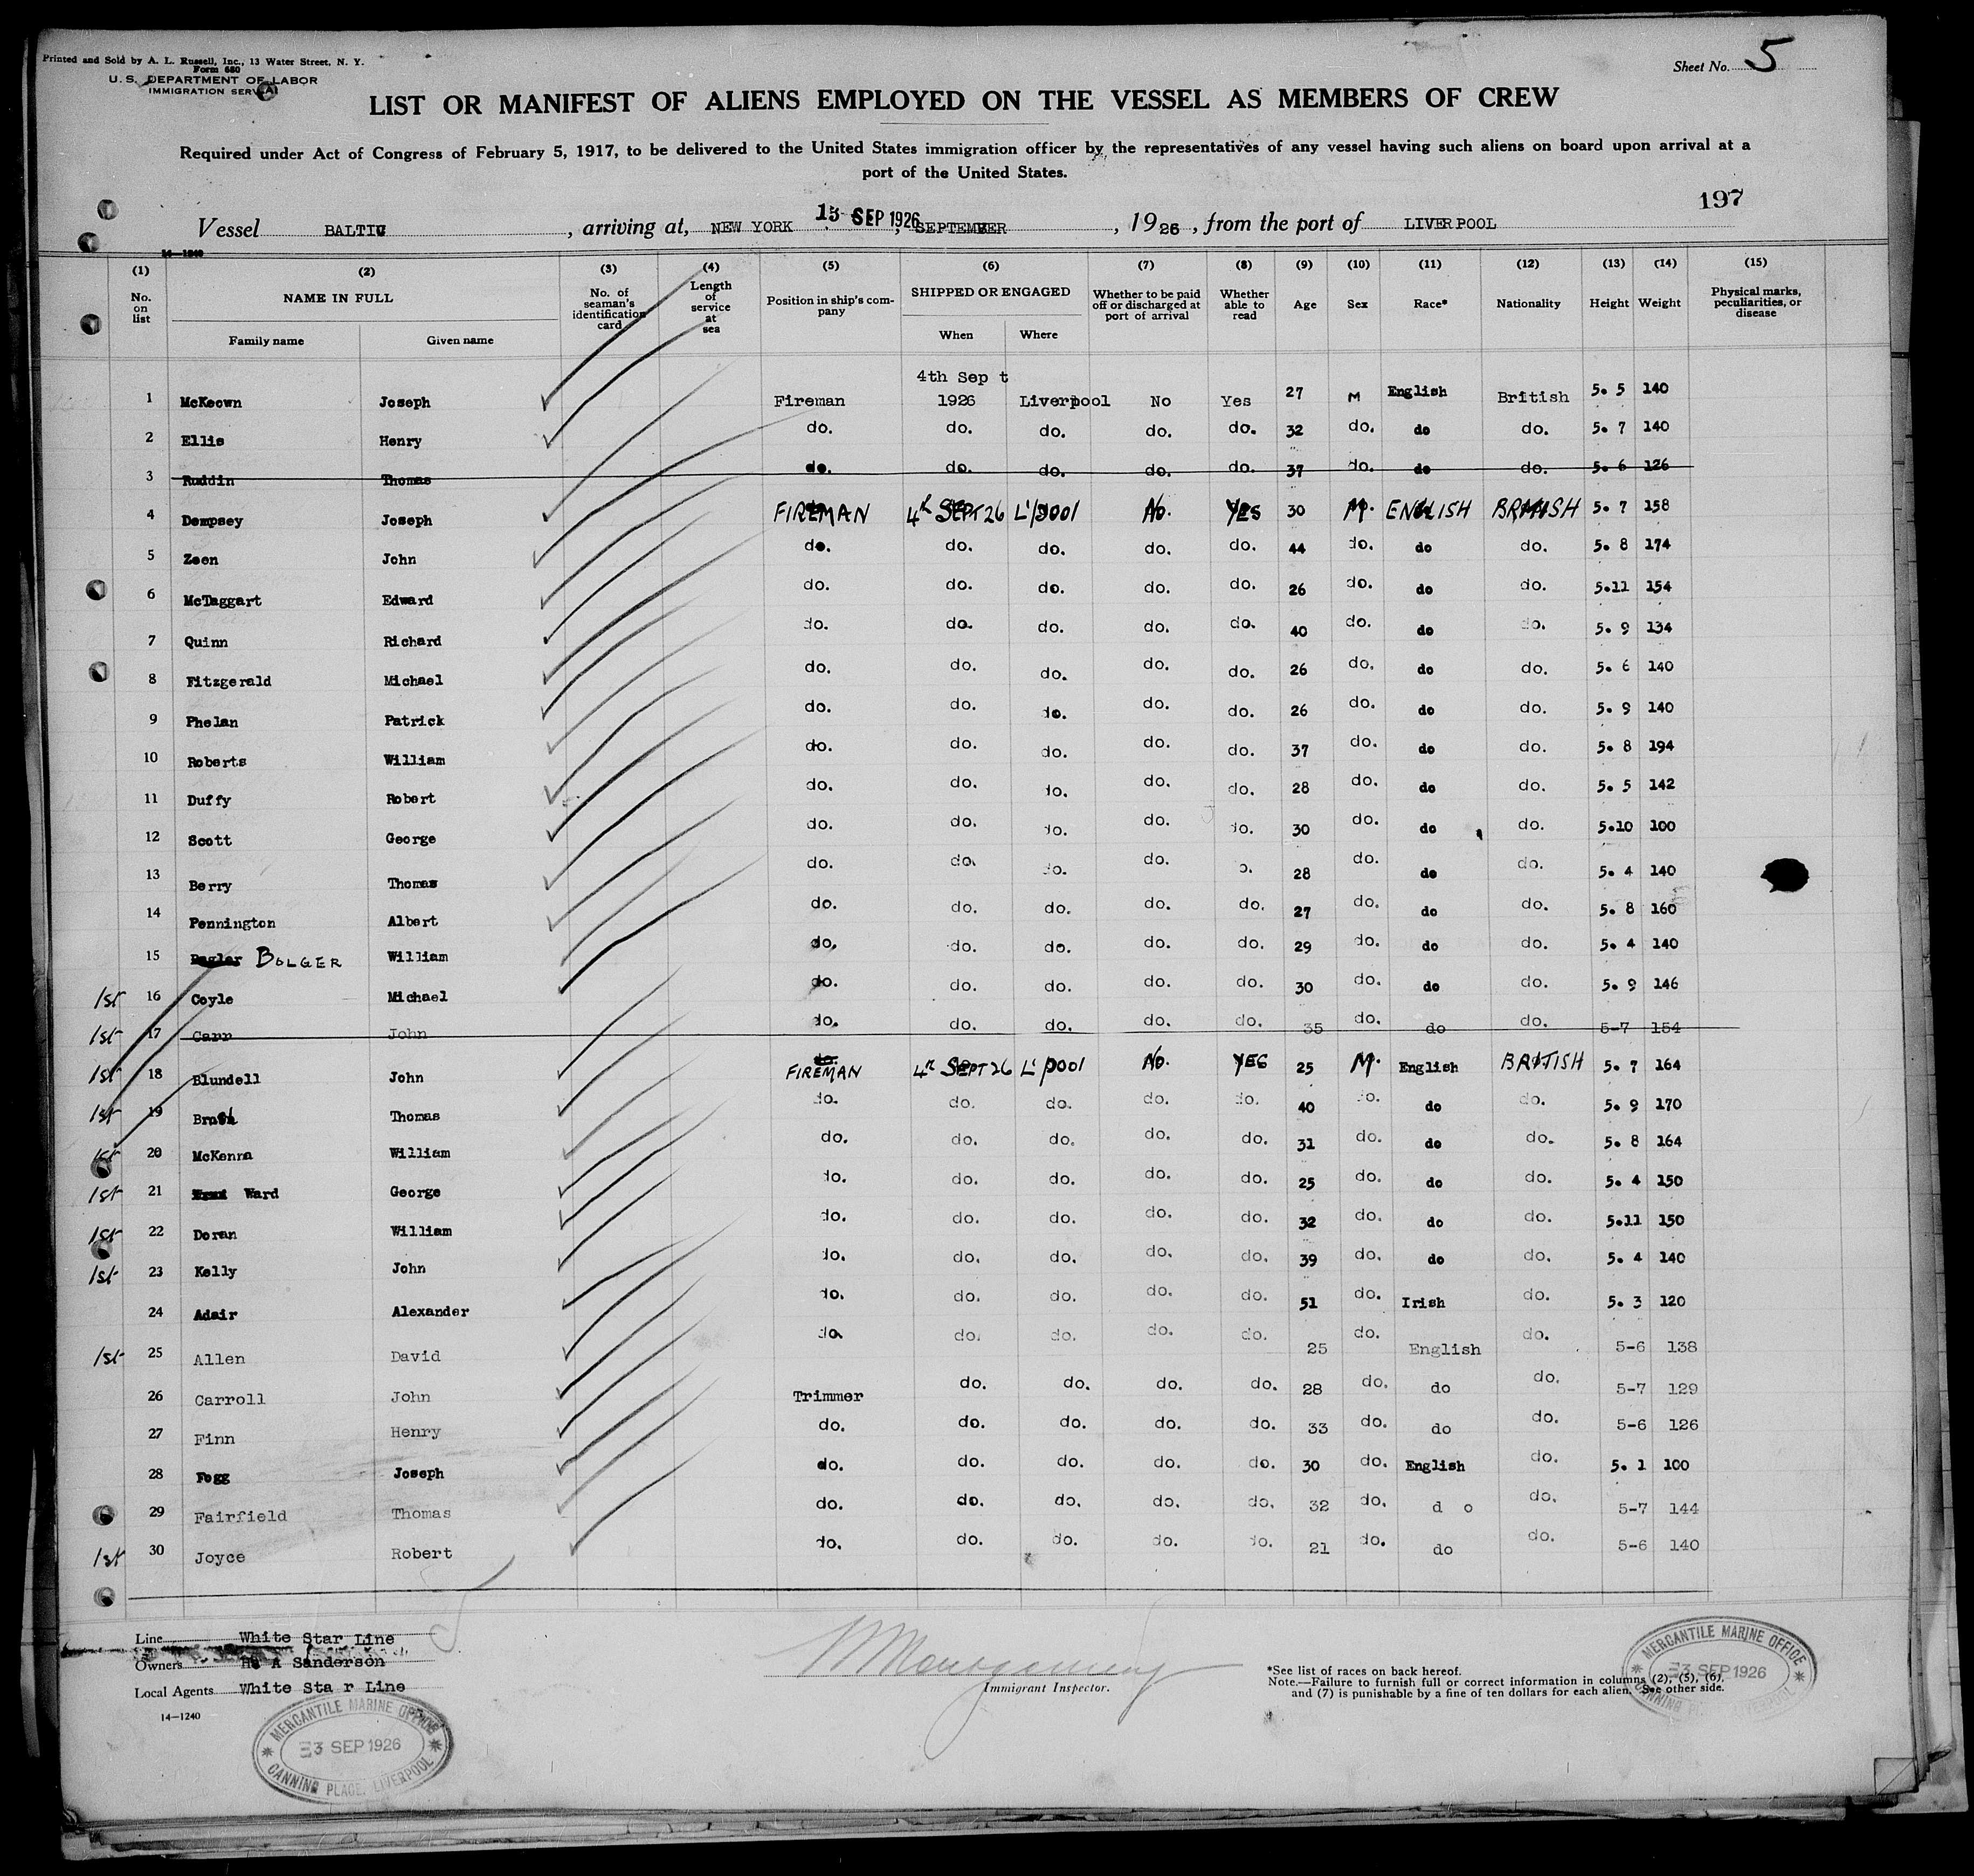 Printed and Sold by A. L. Russell, Inc., 13 Water Street, N. Y.
Form 680
U. S. DEPARTMENT OF LABOR
IMMIGRATION SERVICE
Sheet No. 5
LIST OR MANIFEST OF ALIENS EMPLOYED ON THE VESSEL AS MEMBERS OF CREW
Required under Act of Congress of February 5, 1917, to be delivered to the United States immigration officer by the representatives of any vessel having such aliens on board upon arrival at a
port of the United States.
197
Vessel BALTIC, arriving at, NEW YORK 13 SEP 1926, SEPTEMBER, 1926, from the port of LIVERPOOL
14—1240
(1) (2) (3) (4) (5) (6) (7) (8) (9) (10) (11) (12) (13) (14) (15)
No. on list NAME IN FULL Family name Given name No. of seaman's identification card Length of service at sea Position in ship's company SHIPPED OR ENGAGED When Where Whether to be paid off or discharged at port of arrival Whether able to read Age Sex Race* Nationality Height Weight Physical marks, peculiarities, or disease
4th Sep t
1 McKeown Joseph Fireman 1926 Liverpool No Yes 27 M English British 5. 5 140
2 Ellis Henry do. do. do. do. do. 32 do. do do. 5. 7 140
3 Ruddin Thomas do. do. do. do. do. 37 do. do do. 5. 6 126
4 Dempsey Joseph FIREMAN 4th SEPT 26 L'pool No. YES 30 M. ENGLISH BRITISH 5. 7 158
5 Zeen John do. do. do. do. do. 44 do. do do. 5. 8 174
6 McTaggart Edward do. do. do. do. do. 26 do. do do. 5.11 154
7 Quinn Richard do. do. do. do. do. 40 do. do do. 5. 9 134
8 Fitzgerald Michael do. do. do. do. do. 26 do. do do. 5. 6 140
9 Phelan Patrick do. do. do. do. do. 26 do. do do. 5. 9 140
10 Roberts William do. do. do. do. do. 37 do. do do. 5. 8 194
11 Duffy Robert do. do. do. do. do. 28 do. do do. 5. 5 142
12 Scott George do. do. do. do. do. 30 do. do do. 5.10 100
13 Berry Thomas do. do. do. do. o. 28 do. do do. 5. 4 140
14 Pennington Albert do. do. do. do. do. 27 do. do do. 5. 8 160
15 BOLGER William do. do. do. do. do. 29 do. do do. 5. 4 140
1st 16 Coyle Michael do. do. do. do. do. 30 do. do do. 5. 9 146
1st 17 Carr John do. do. do. do. do. 35 do. do do. 5-7 154
1st 18 Blundell John do. FIREMAN 4th SEPT 26 L'pool No. YES 25 M. English BRITISH 5. 7 164
1st 19 Thomas do. do. do. do. do. 40 do. do do. 5. 9 170
1st 20 McKenna William do. do. do. do. do. 31 do. do do. 5. 8 164
1st 21 Ward George do. do. do. do. do. 25 do. do do. 5. 4 150
1st 22 Doran William do. do. do. do. do. 32 do. do do. 5.11 150
1st 23 Kelly John do. do. do. do. do. 39 do. do do. 5. 4 140
24 Adair Alexander do. do. do. do. do. 51 do. Irish do. 5. 3 120
1st 25 Allen David do. do. do. do. do. 25 do. English do. 5-6 138
26 Carroll John Trimmer do. do. do. do. 28 do. do do. 5-7 129
27 Finn Henry do. do. do. do. do. 33 do. do do. 5-6 126
28 Fogg Joseph do. do. do. do. do. 30 do. English do. 5. 1 100
29 Fairfield Thomas do. do. do. do. do. 32 do. d o do. 5-7 144
1st 30 Joyce Robert do. do. do. do. do. 21 do. do do. 5-6 140
Line White Star Line
Owners A Sanderson
Local Agents White Sta r Line
14—1240
Montgomery
Immigrant Inspector.
*See list of races on back hereof.
Note.—Failure to furnish full or correct information in columns (2), (5), (6),
and (7) is punishable by a fine of ten dollars for each alien. See other side.
MERCANTILE MARINE OFFICE
3 SEP 1926
CANNING PLACE, LIVERPOOL
MERCANTILE MARINE OFFICE
3 SEP 1926
CANNING PLACE, LIVERPOOL